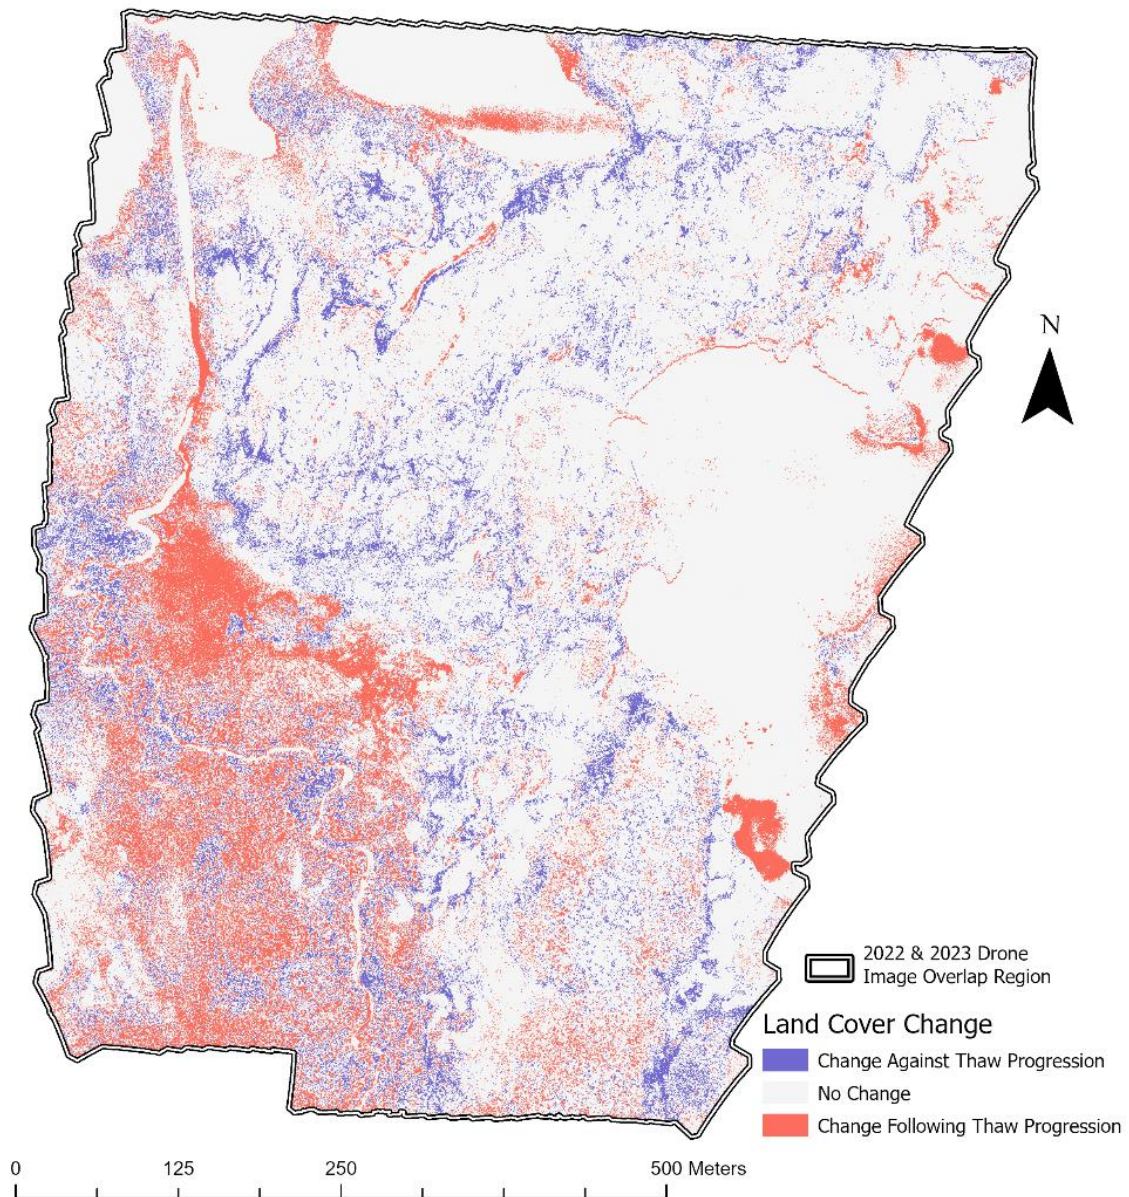 N
2022 & 2023 Drone
Image Overlap Region
Land Cover Change
Change Against Thaw Progression
No Change
Change Following Thaw Progression
0 125 250 500 Meters